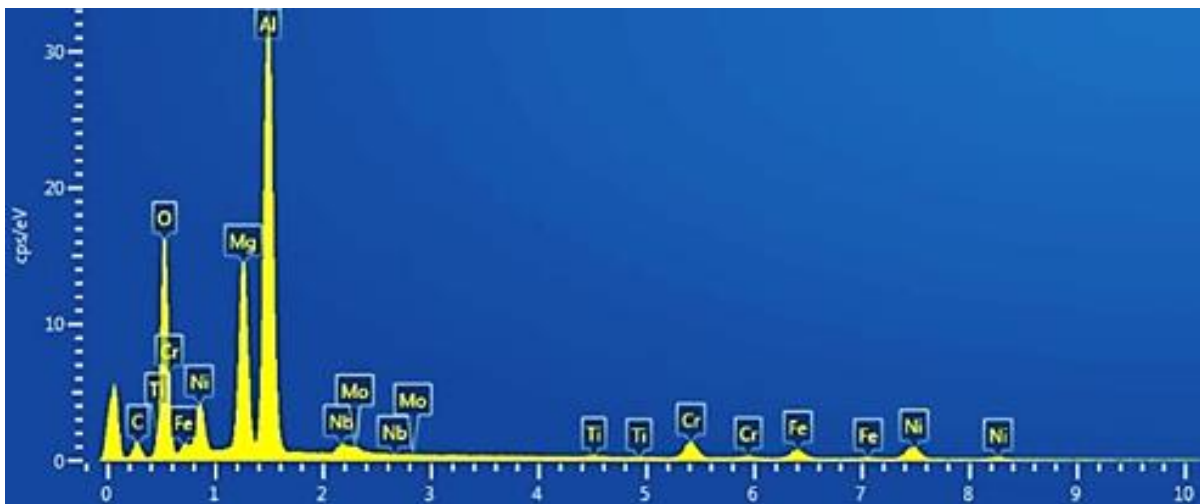 30
Al
20
cps/eV
O
Mg
10
Cr
Ti
Ni
C
Fe
Mo
Nb
Mo
Nb
Ti
Ti
Cr
Cr
Fe
Fe
Ni
Ni
0
0 1 2 3 4 5 6 7 8 9 10